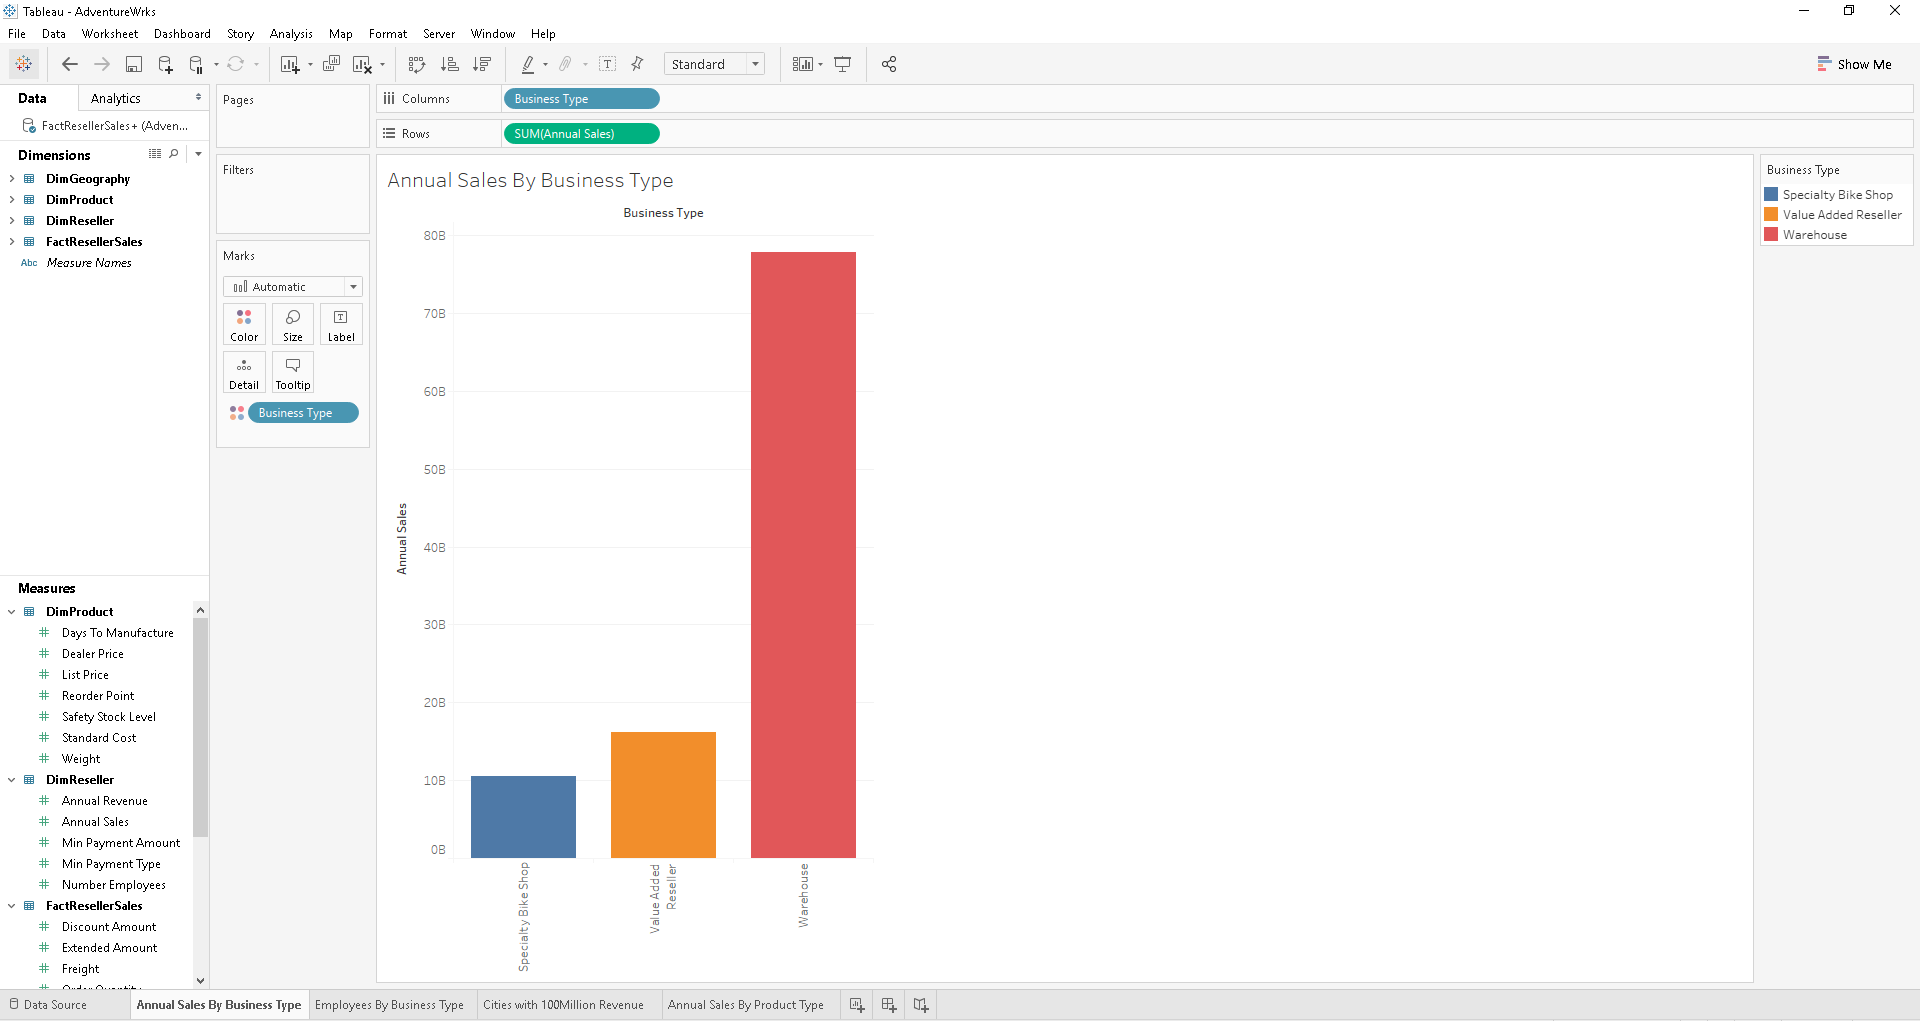 Tableau - AdventureWrks
File Data Worksheet Dashboard Story Analysis Map Format Server Window Help
Standard
Show Me
Data
Analytics
FactResellerSales+ (Adven...
Dimensions
DimGeography
DimProduct
DimReseller
FactResellerSales
Abc Measure Names
Measures
DimProduct
Days To Manufacture
Dealer Price
List Price
Reorder Point
Safety Stock Level
Standard Cost
Weight
DimReseller
Annual Revenue
Annual Sales
Min Payment Amount
Min Payment Type
Number Employees
FactResellerSales
Discount Amount
Extended Amount
Freight
Pages
Filters
Marks
Automatic
Color
Size
Label
Detail
Tooltip
Business Type
Columns
Business Type
Rows
SUM(Annual Sales)
Annual Sales By Business Type
Business Type
80B
70B
60B
50B
40B
30B
20B
10B
0B
Annual Sales
Specialty Bike Shop
Value Added
Reseller
Warehouse
Business Type
Specialty Bike Shop
Value Added Reseller
Warehouse
Data Source
Annual Sales By Business Type
Employees By Business Type
Cities with 100Million Revenue
Annual Sales By Product Type